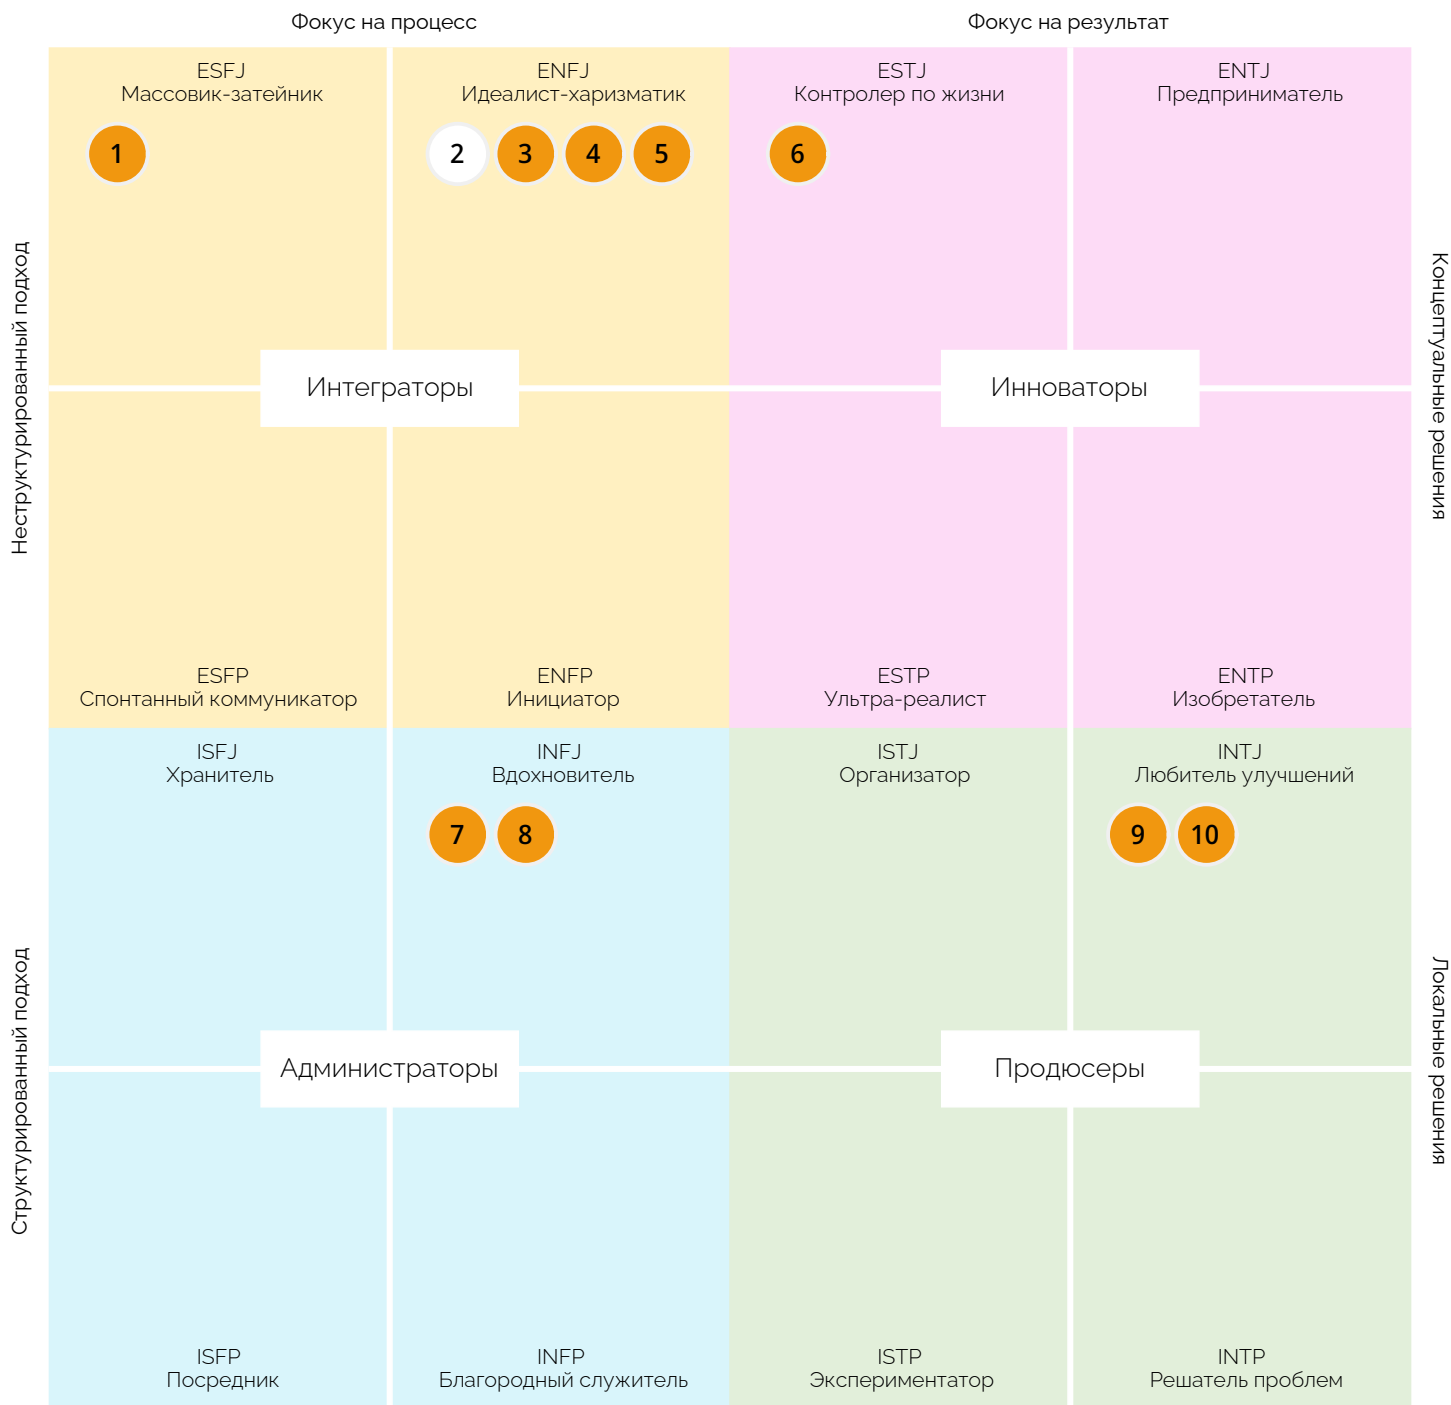 Фокус на процесс
Фокус на результат
ESFJ
Массовик-затейник
1
ENFJ
Идеалист-харизматик
2 3 4 5
ESTJ
Контролер по жизни
6
ENTJ
Предприниматель
Неструктурированный подход
Концептуальные решения
Интеграторы
Инноваторы
ESFP
Спонтанный коммуникатор
ENFP
Инициатор
ESTP
Ультра-реалист
ENTP
Изобретатель
ISFJ
Хранитель
INFJ
Вдохновитель
7 8
ISTJ
Организатор
INTJ
Любитель улучшений
9 10
Структурированный подход
Локальные решения
Администраторы
Продюсеры
ISFP
Посредник
INFP
Благородный служитель
ISTP
Экспериментатор
INTP
Решатель проблем